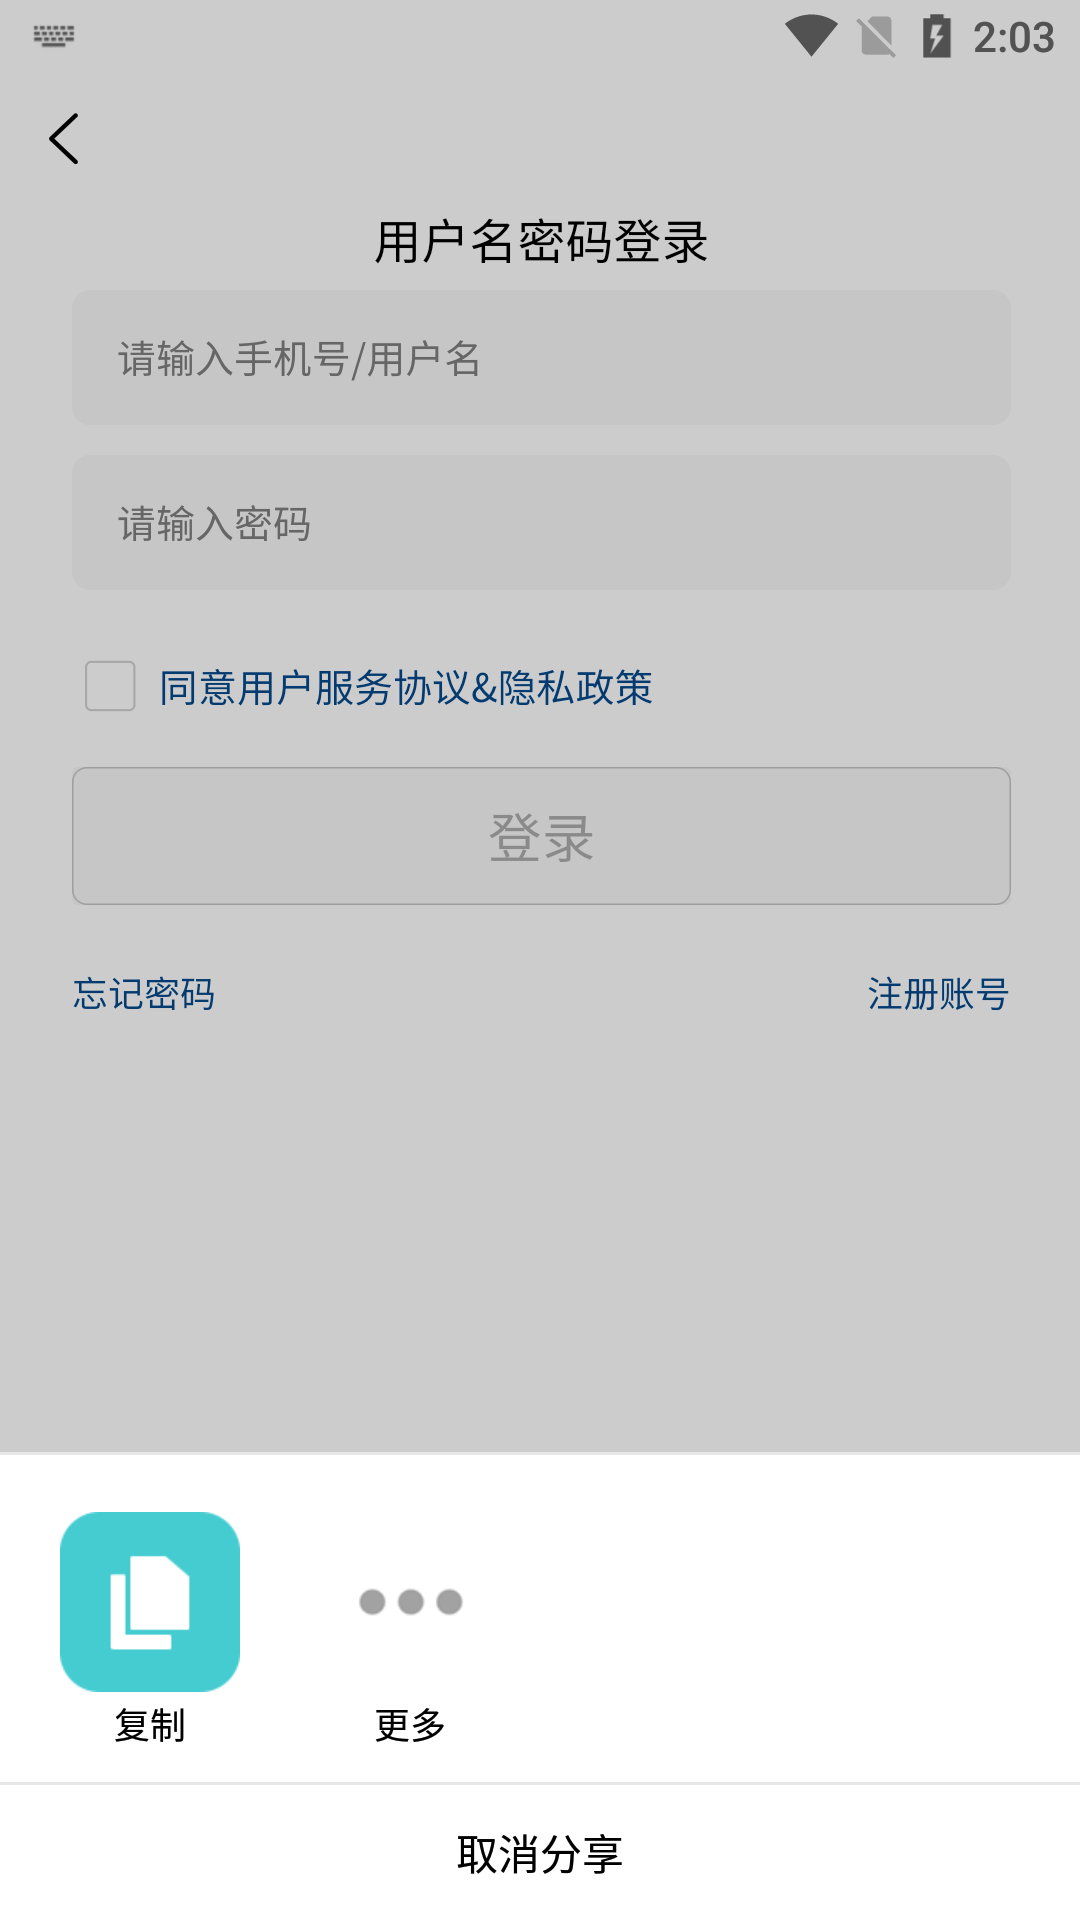 2:03
用户名密码登录
请输入手机号/用户名
请输入密码
同意用户服务协议&隐私政策
登录
忘记密码 注册账号
复制 更多
取消分享